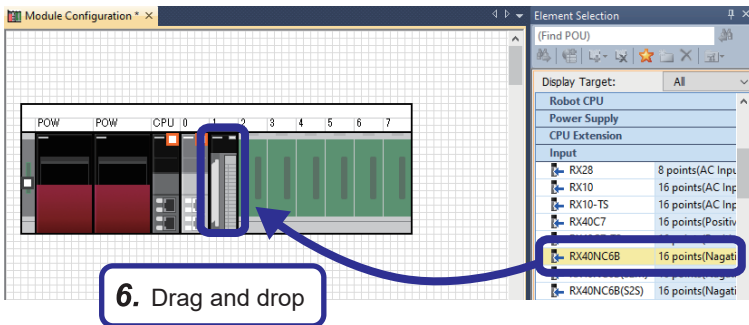 Module Configuration *
Element Selection
(Find POU)
Display Target: All
Robot CPU
Power Supply
CPU Extension
Input
RX28 8 points(AC Inpu
RX10 16 points(AC Inp
RX10-TS 16 points(AC Inp
RX40C7 16 points(Positiv
RX40NC6B 16 points(Nagati
RX40NC6B(S2S) 16 points(Nagati
POW POW CPU 0 1 2 3 4 5 6 7
6. Drag and drop